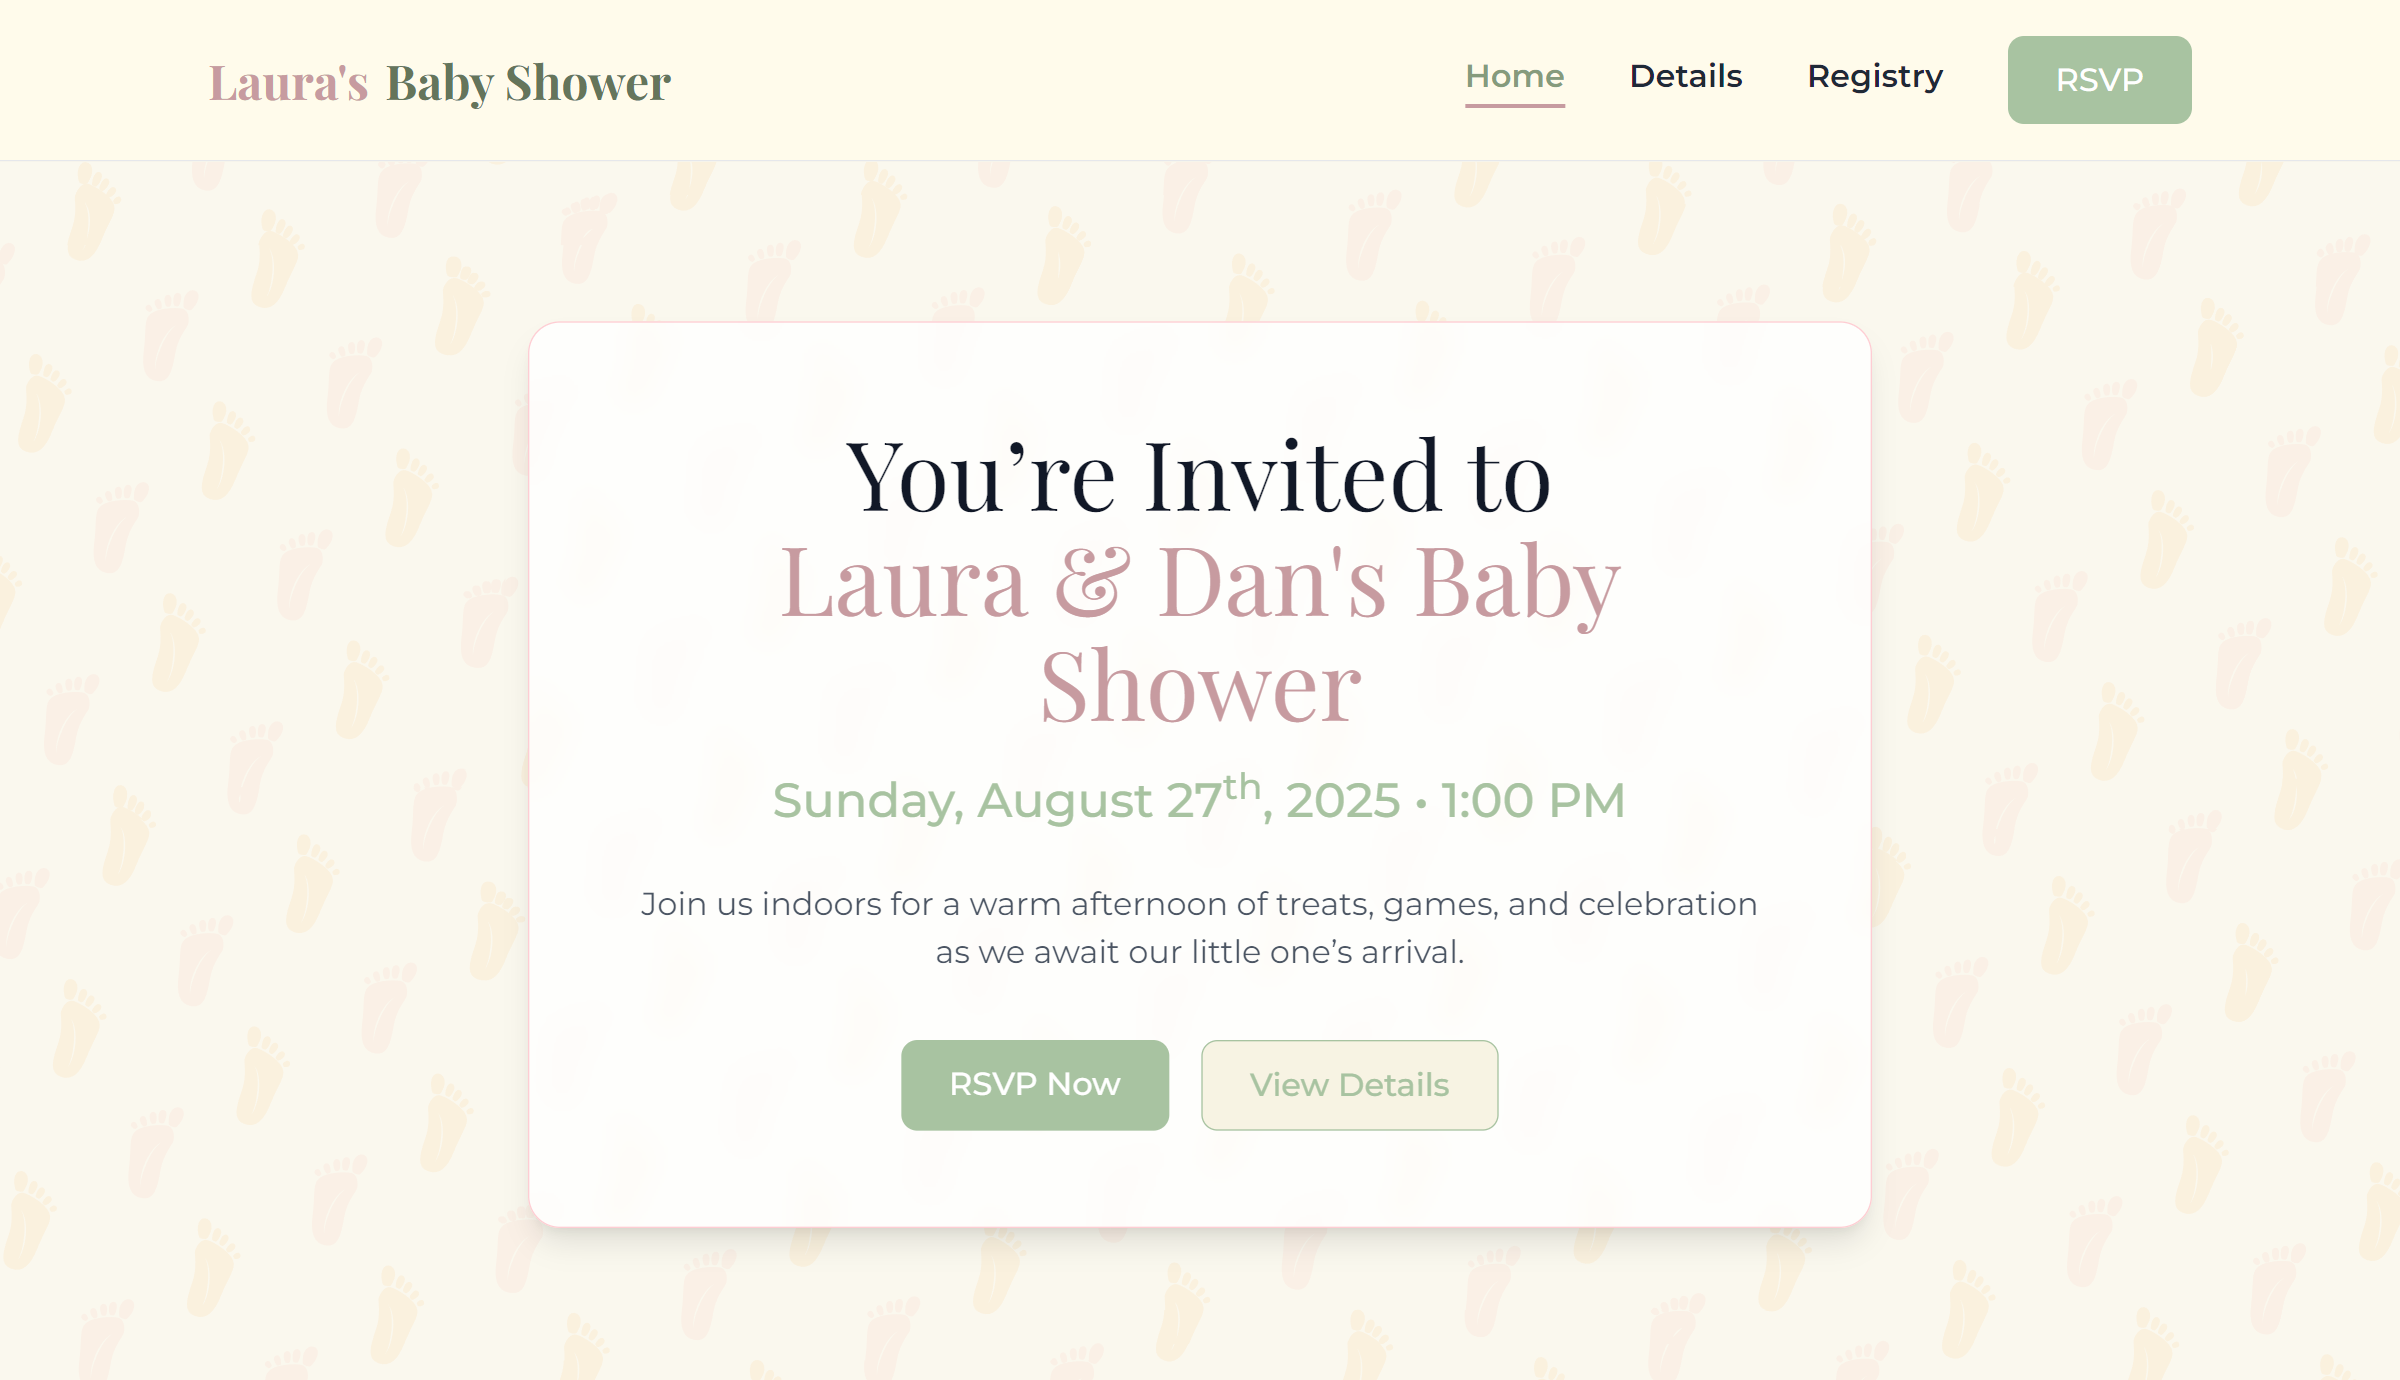 Laura's Baby Shower
Home Details Registry RSVP
You’re Invited to
Laura & Dan's Baby
Shower
Sunday, August 27th, 2025 • 1:00 PM
Join us indoors for a warm afternoon of treats, games, and celebration
as we await our little one’s arrival.
RSVP Now View Details